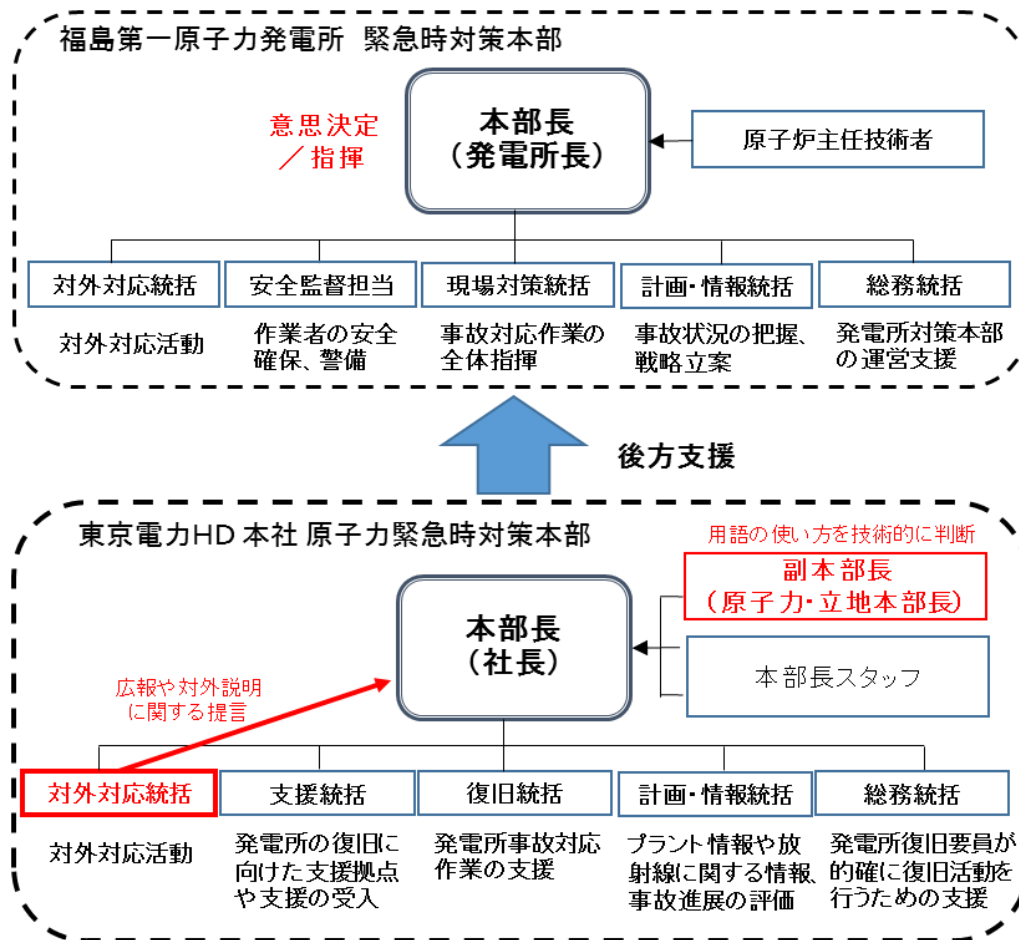 福島第一原子力発電所 緊急時対策本部
意思決定
／指揮
本部長
（発電所長）
原子炉主任技術者
対外対応統括
安全監督担当
現場対策統括
計画・情報統括
総務統括
対外対応活動
作業者の安全
確保、警備
事故対応作業の
全体指揮
事故状況の把握、
戦略立案
発電所対策本部
の運営支援
後方支援
東京電力HD 本社 原子力緊急時対策本部
用語の使い方を技術的に判断
副本部長
（原子力・立地本部長）
本部長
（社長）
本部長スタッフ
広報や対外説明
に関する提言
対外対応統括
支援統括
復旧統括
計画・情報統括
総務統括
対外対応活動
発電所の復旧に
向けた支援拠点
や支援の受入
発電所事故対応
作業の支援
プラント情報や放
射線に関する情報、
事故進展の評価
発電所復旧要員が
的確に復旧活動を
行うための支援